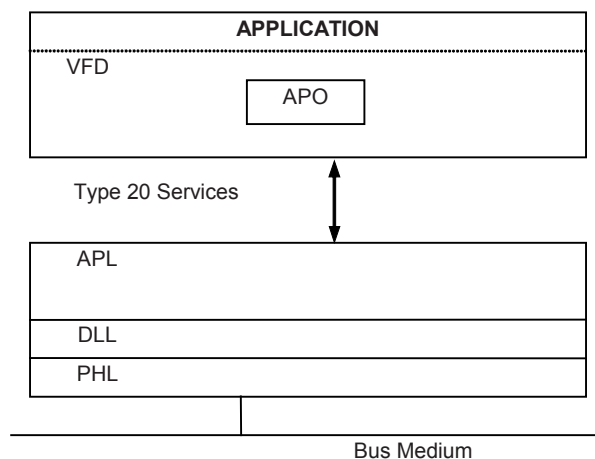 APPLICATION
VFD
APO
Type 20 Services
APL
DLL
PHL
Bus Medium